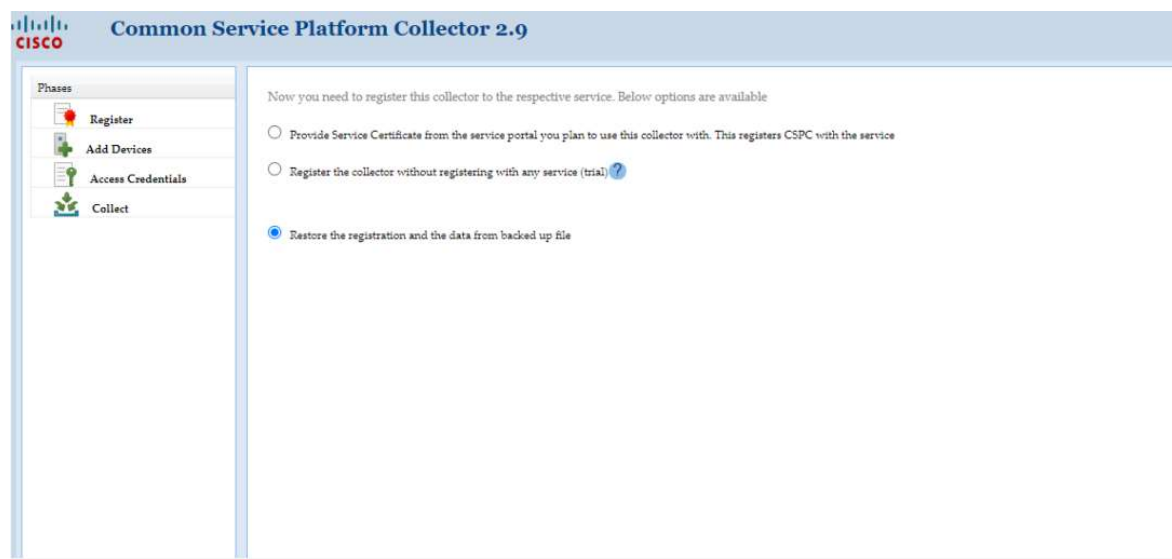 CISCO
Common Service Platform Collector 2.9
Phases
Register
Add Devices
Access Credentials
Collect
Now you need to register this collector to the respective service. Below options are available
Provide Service Certificate from the service portal you plan to use this collector with. This registers CSPC with the service
Register the collector without registering with any service (trial) ?
Restore the registration and the data from backed up file